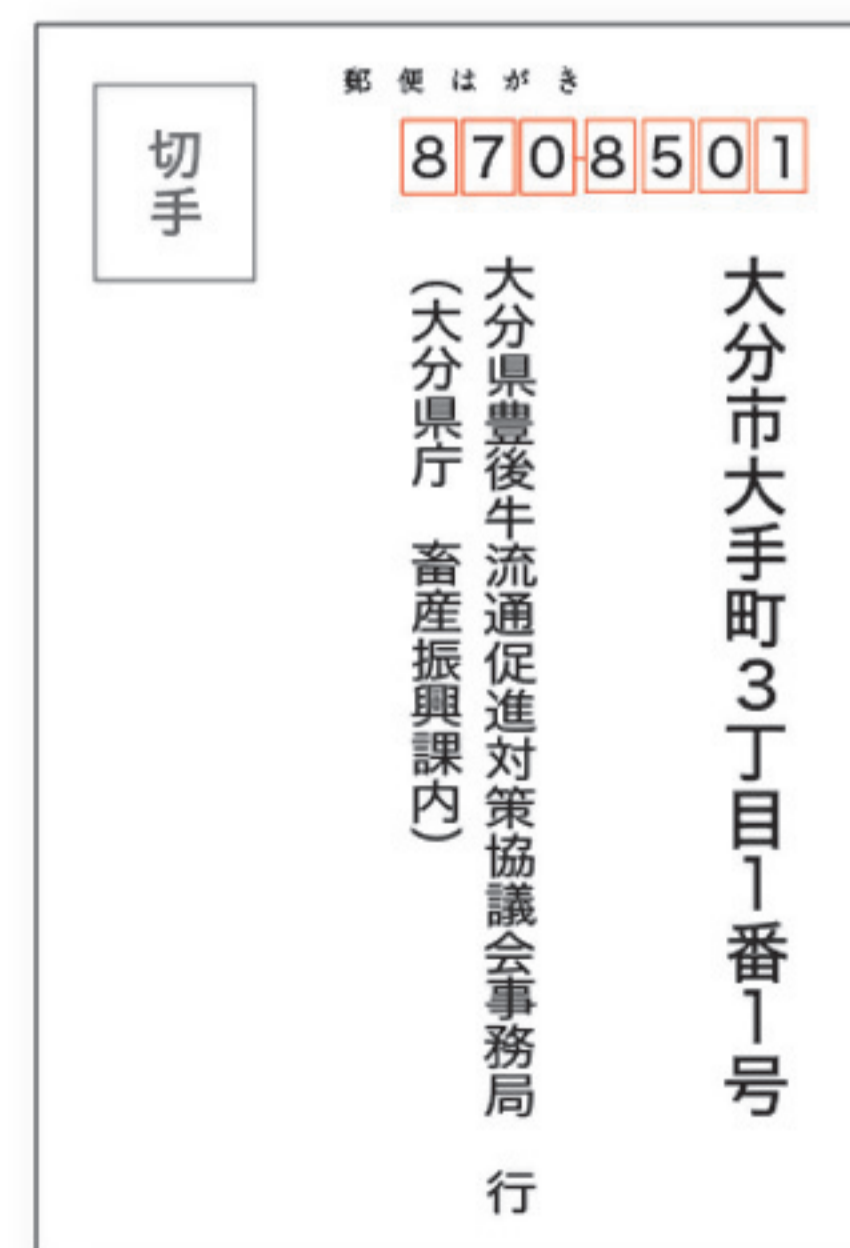 郵便はがき
切手
870-8501
大分市大手町3丁目1番1号
大分県豊後牛流通促進対策協議会事務局　行
（大分県庁　畜産振興課内）